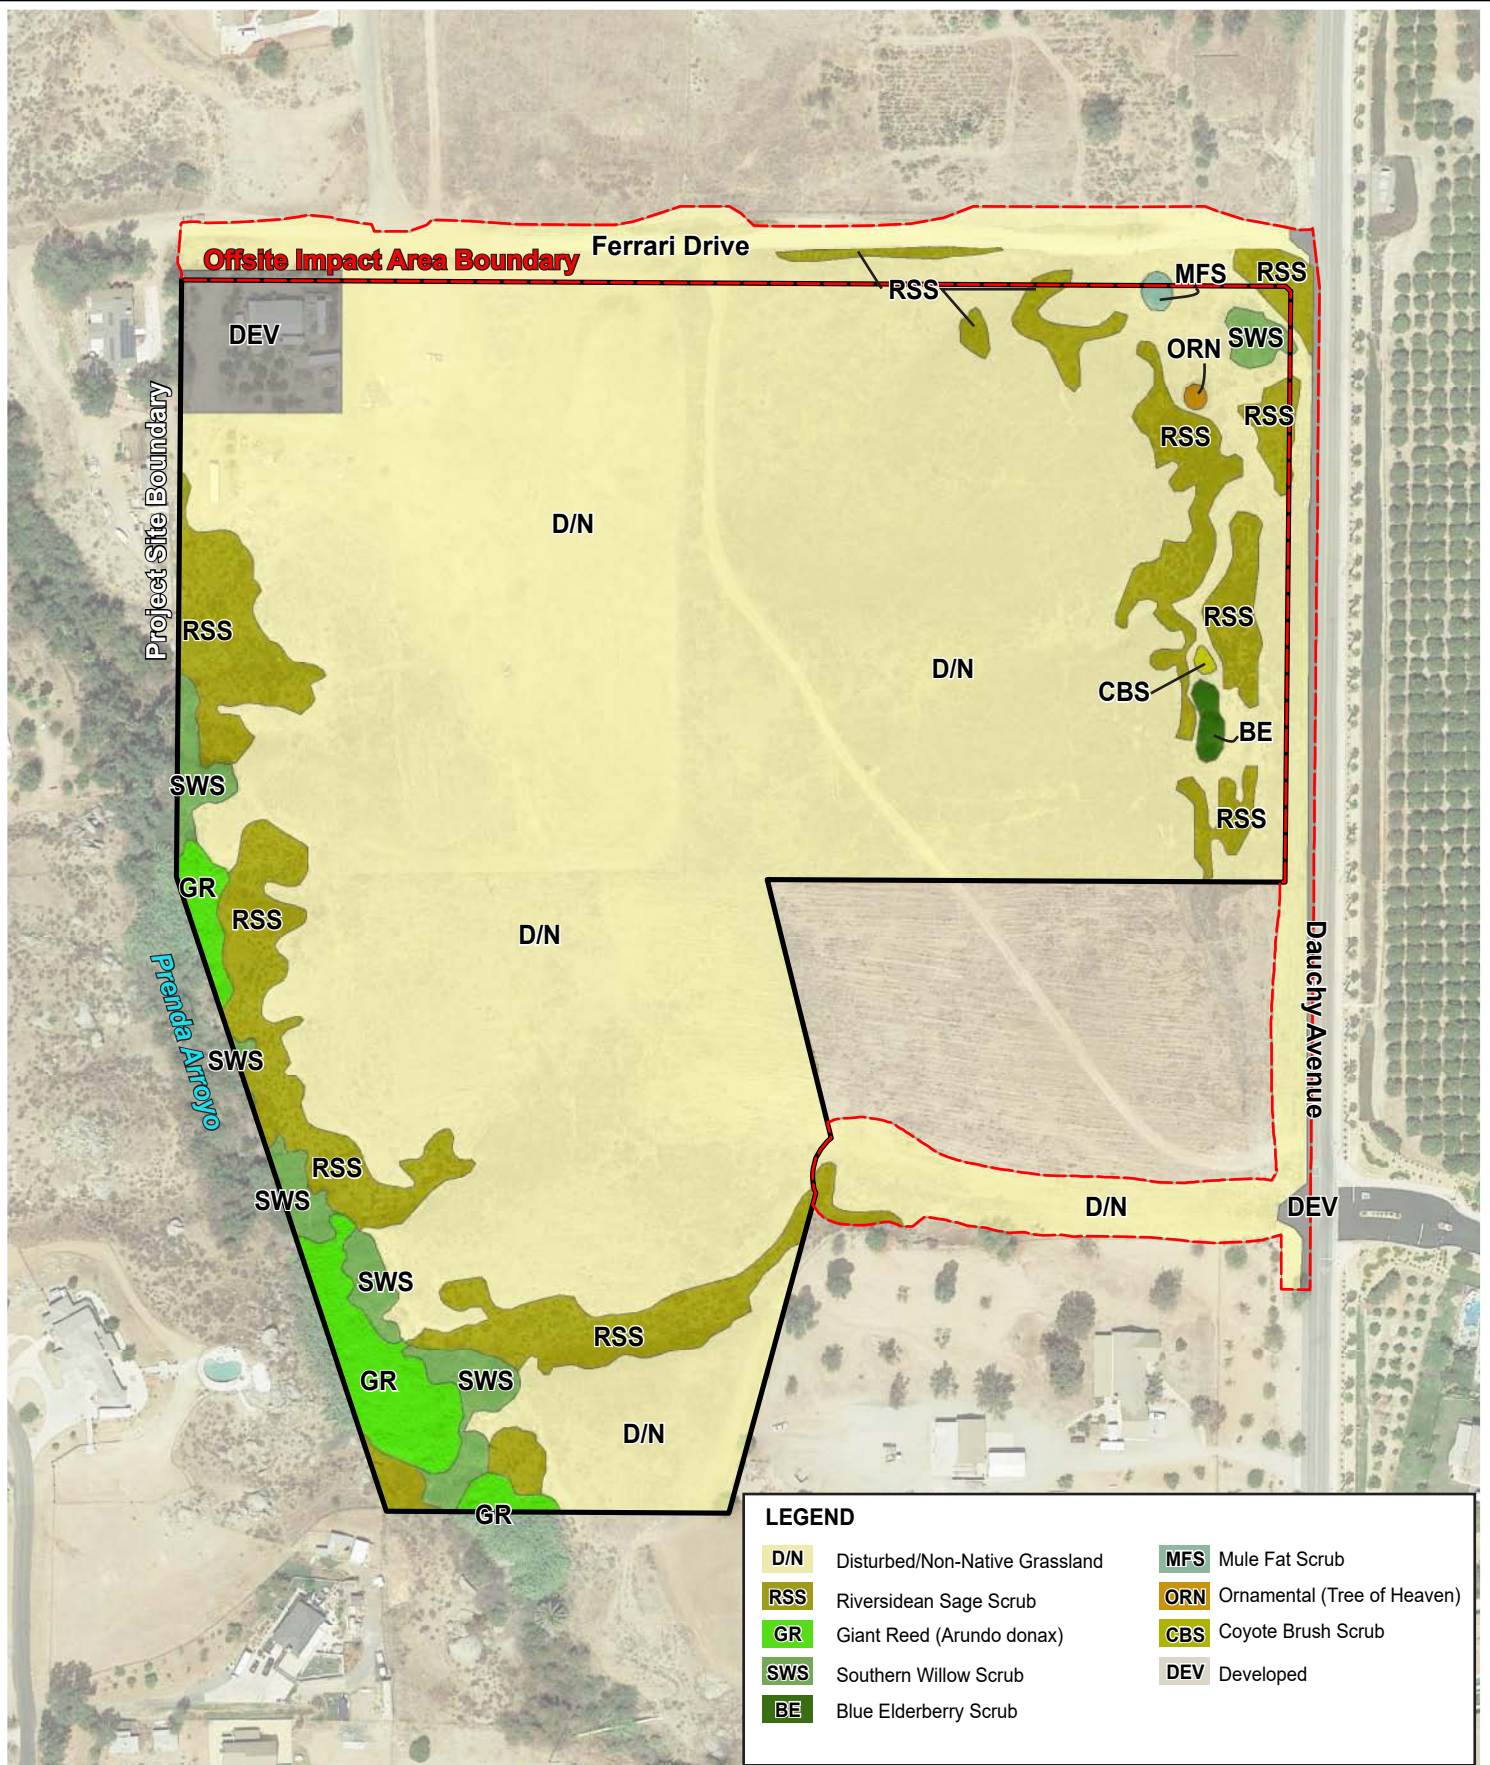 Ferrari Drive
Offsite Impact Area Boundary
RSS
MFS
RSS
DEV
SWS
ORN
RSS
RSS
Project Site Boundary
D/N
RSS
RSS
D/N
CBS
BE
SWS
RSS
GR
RSS
D/N
Dauchy Avenue
Prenda Arroyo
SWS
RSS
SWS
D/N
DEV
SWS
RSS
GR
SWS
D/N
GR
LEGEND
D/N Disturbed/Non-Native Grassland
RSS Riversidean Sage Scrub
GR Giant Reed (Arundo donax)
SWS Southern Willow Scrub
BE Blue Elderberry Scrub
MFS Mule Fat Scrub
ORN Ornamental (Tree of Heaven)
CBS Coyote Brush Scrub
DEV Developed